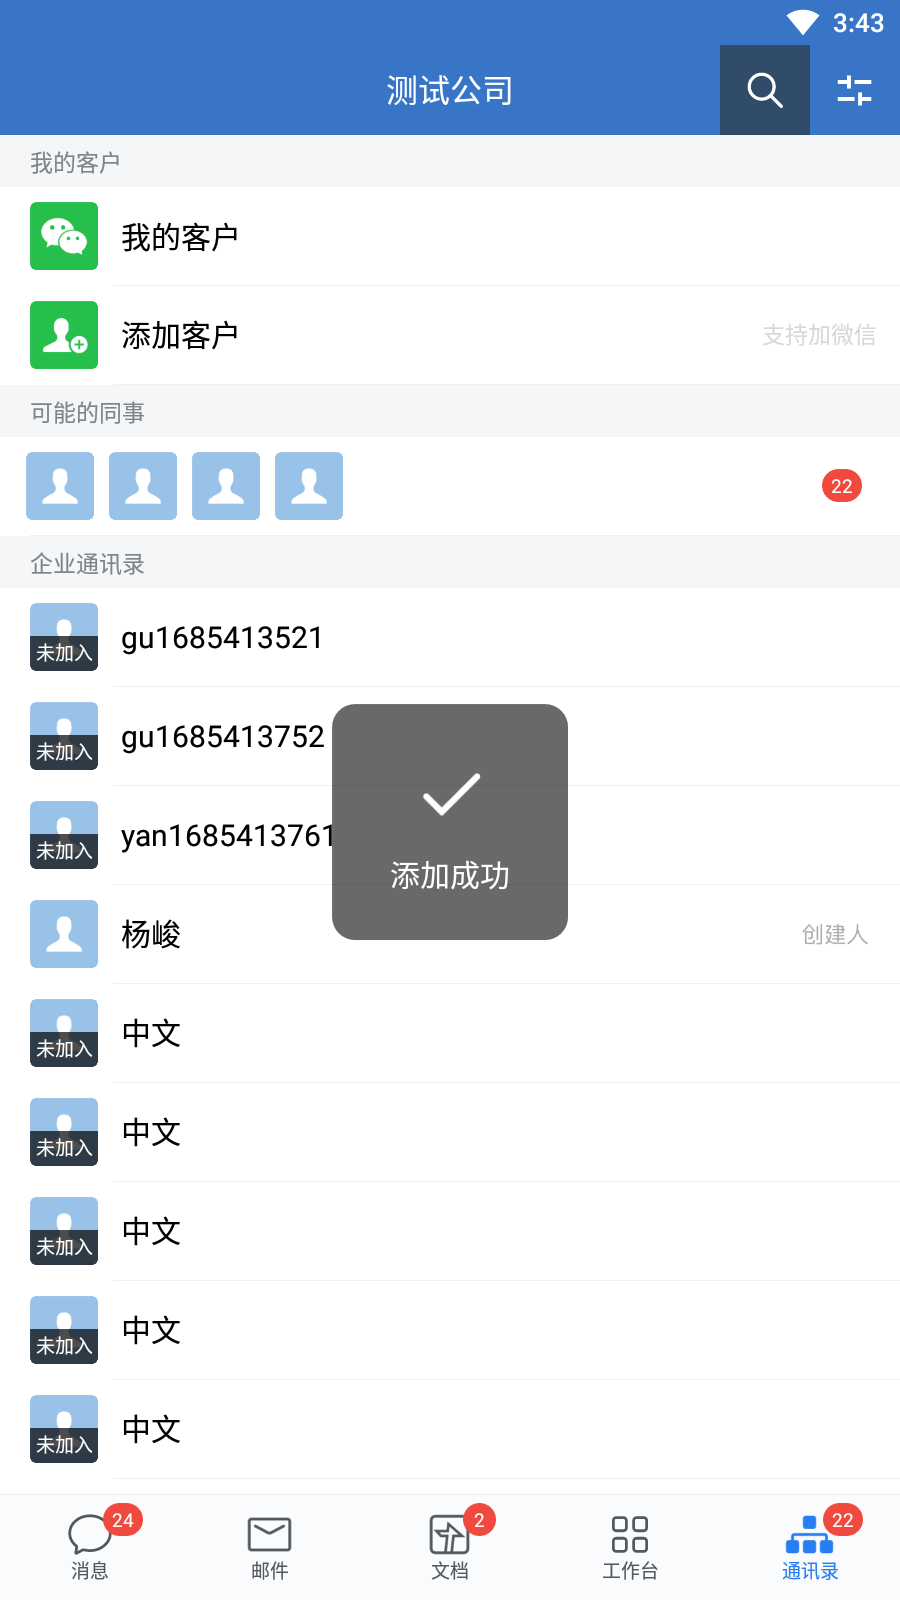 3:43
测试公司
我的客户
我的客户
添加客户 支持加微信
可能的同事
22
企业通讯录
未加入 gu1685413521
未加入 gu1685413752
未加入 yan1685413761
添加成功
杨峻 创建人
未加入 中文
未加入 中文
未加入 中文
未加入 中文
未加入 中文
24 2 22
消息 邮件 文档 工作台 通讯录